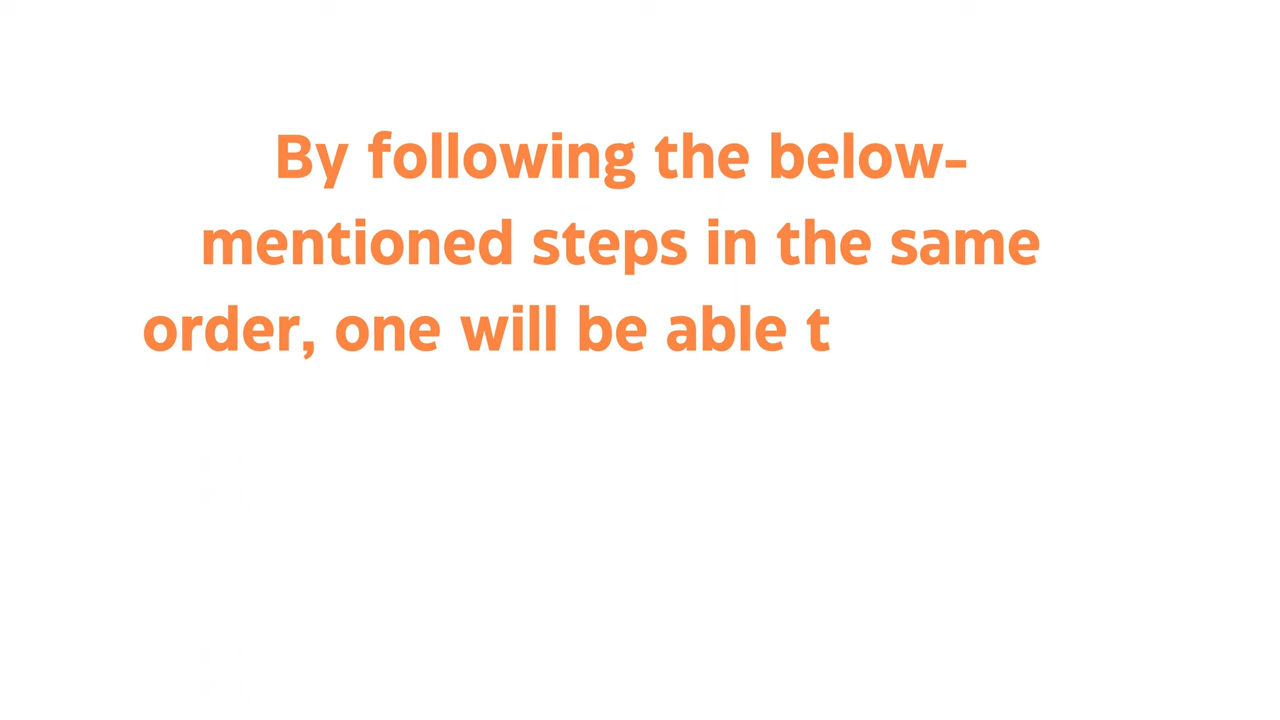 By following the below-
mentioned steps in the same
order, one will be able t